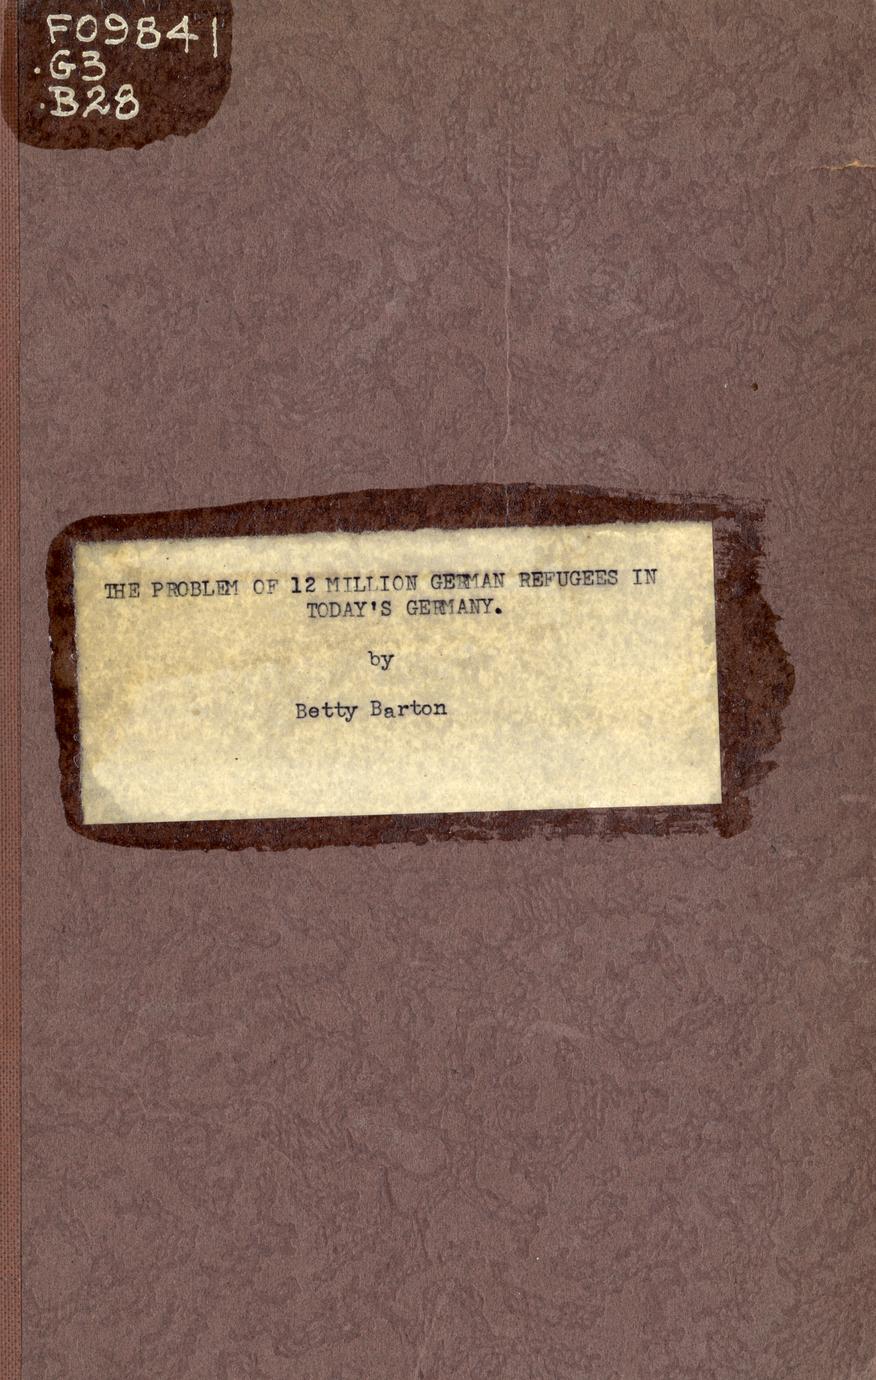 F09841
.G3
.B28
THE PROBLEM OF 12 MILLION GERMAN REFUGEES IN
TODAY'S GERMANY.
by
Betty Barton